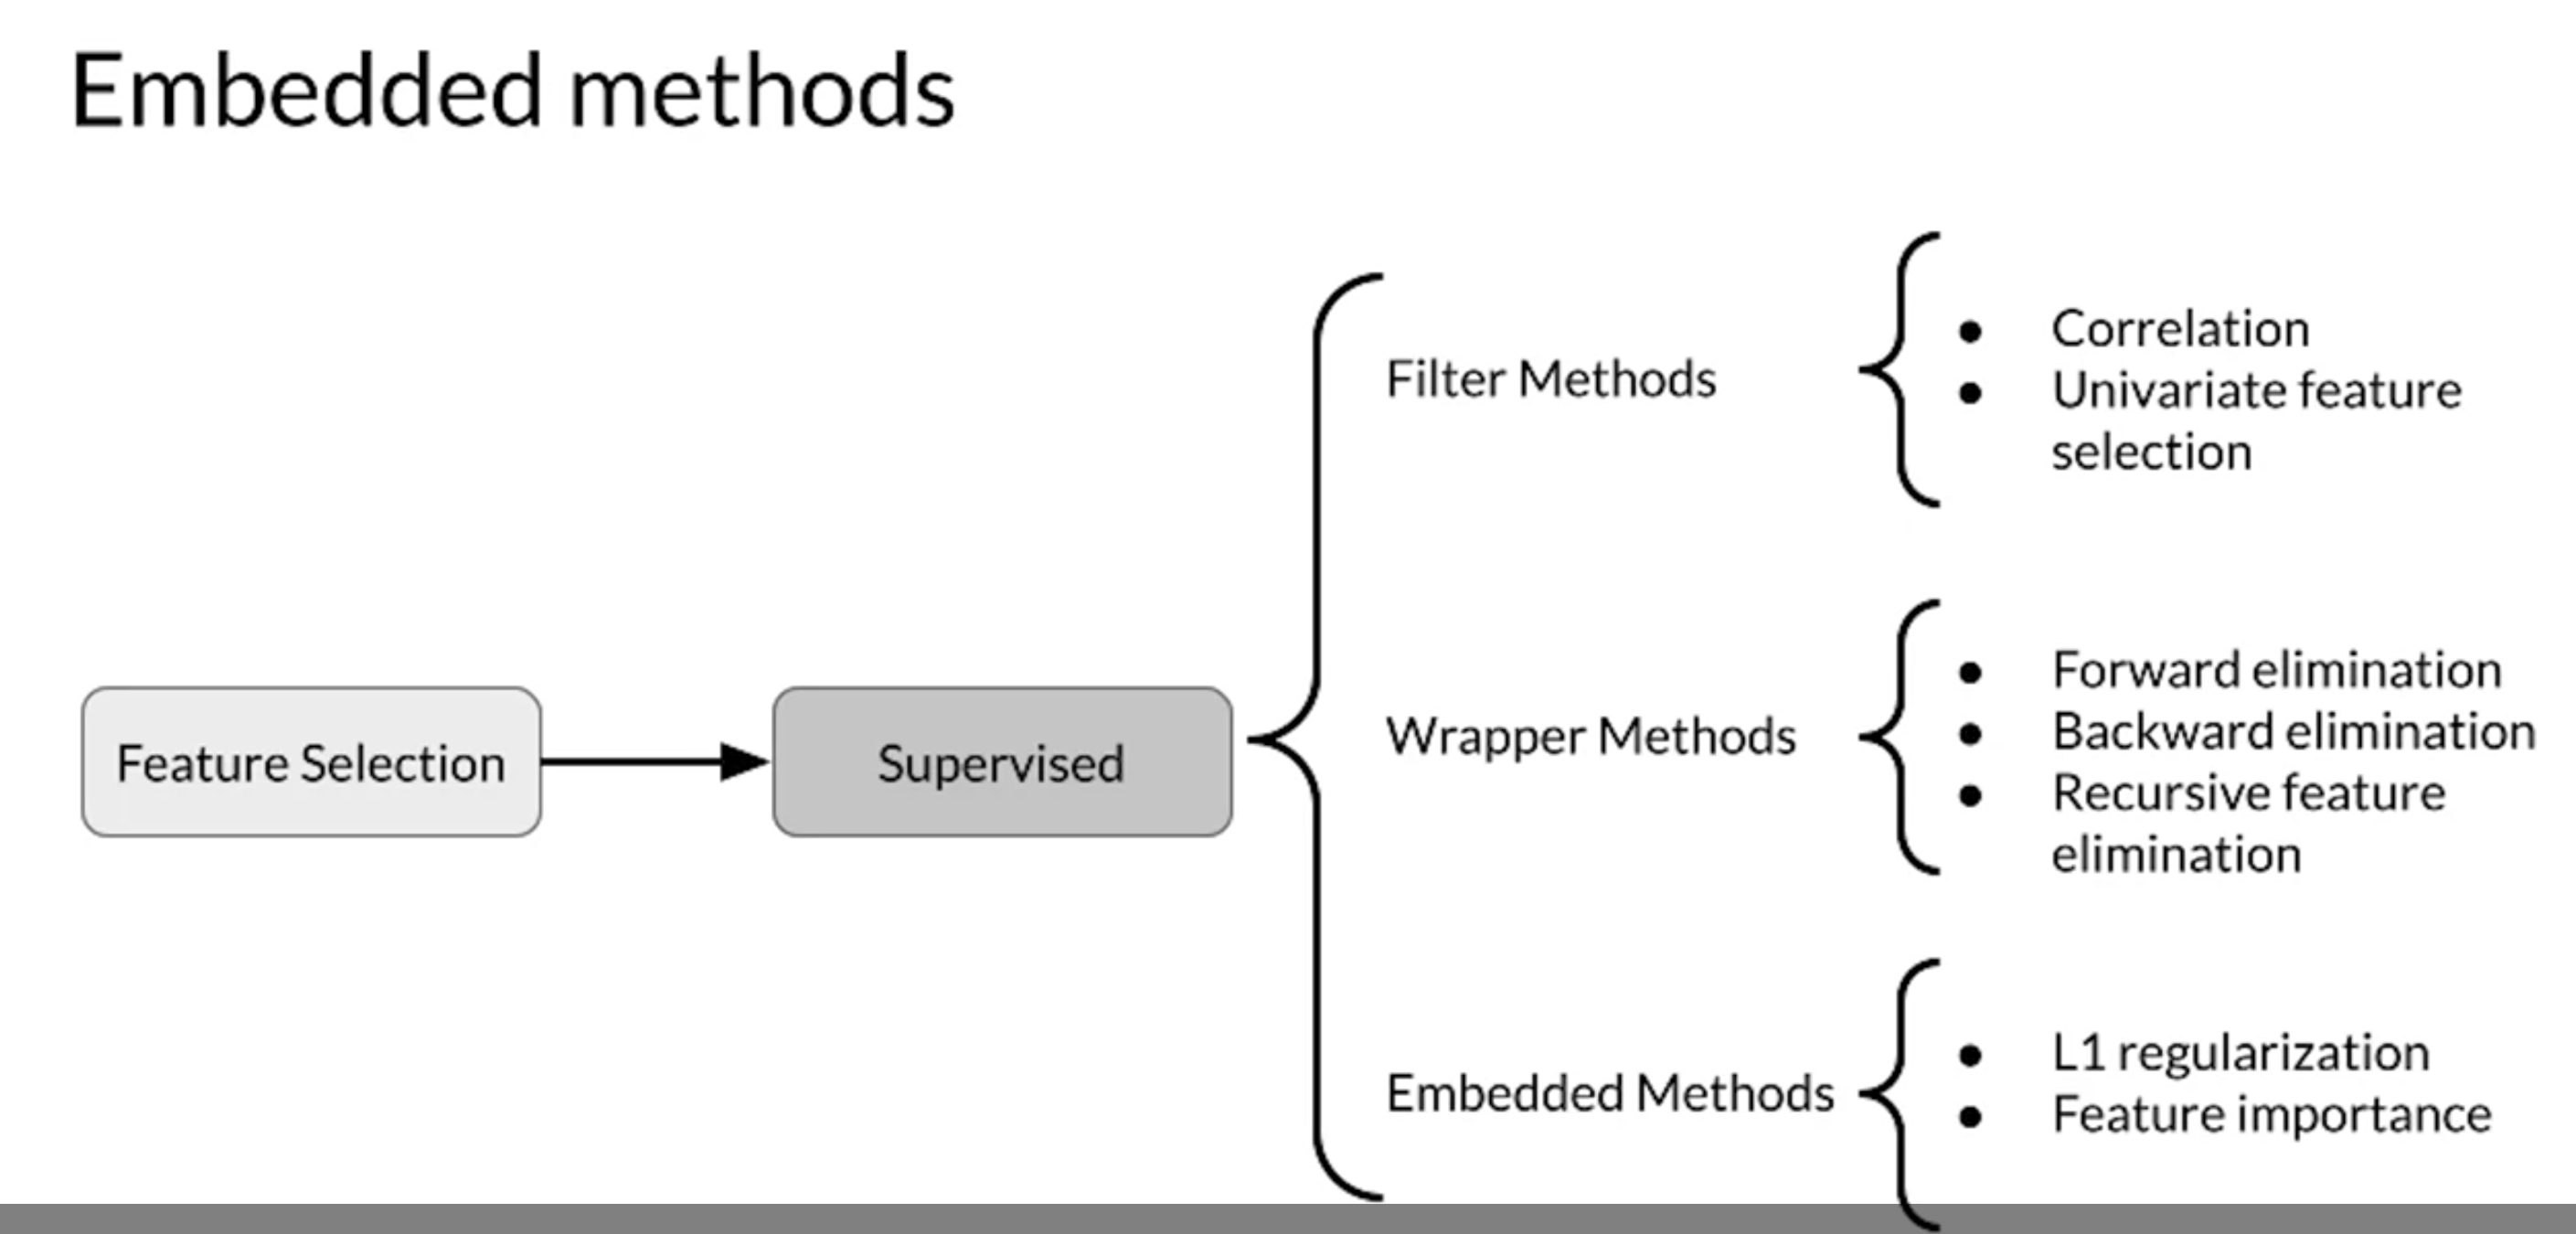 Embedded methods
Feature Selection
Supervised
Filter Methods
• Correlation
• Univariate feature
selection
Wrapper Methods
• Forward elimination
• Backward elimination
• Recursive feature
elimination
Embedded Methods
• L1 regularization
• Feature importance